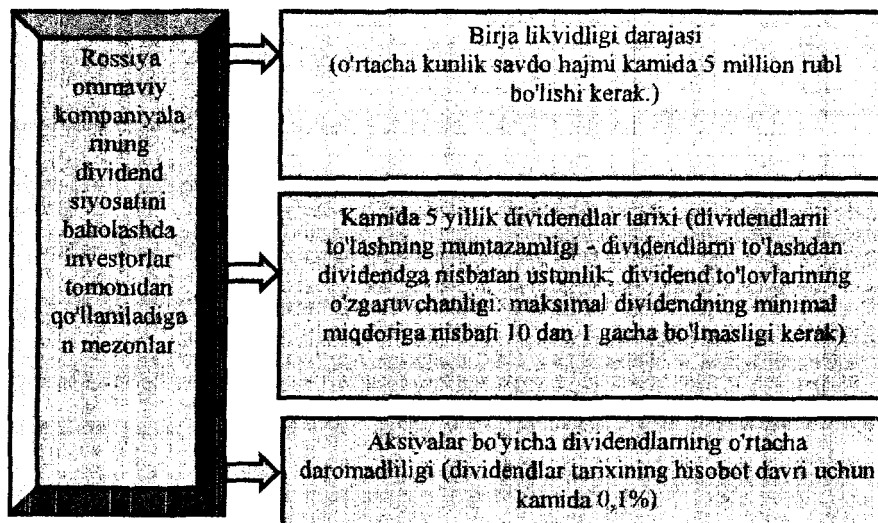 Rossiya
ommaviy
kompaniyala
rining
dividend
siyosatini
baholashda
investorlar
tomonidan
qo'llaniladiga
n mezonlar
Birja likvidligi darajasi
(o'rtacha kunlik savdo hajmi kamida 5 million rubl
bo'lishi kerak.)
Kamida 5 yillik dividendlar tarixi (dividendlarni
to'lashning muntazamligi - dividendlarni to'lashdan
dividendga nisbatan ustunlik; dividend to'lovlarining
o'zgaruvchanligi: maksimal dividendning minimal
miqdoriga nisbati 10 dan 1 gacha bo'lmasligi kerak)
Aksiyalar bo'yicha dividendlarning o'rtacha
daromadliligi (dividendlar tarixining hisobot davri uchun
kamida 0,1%)